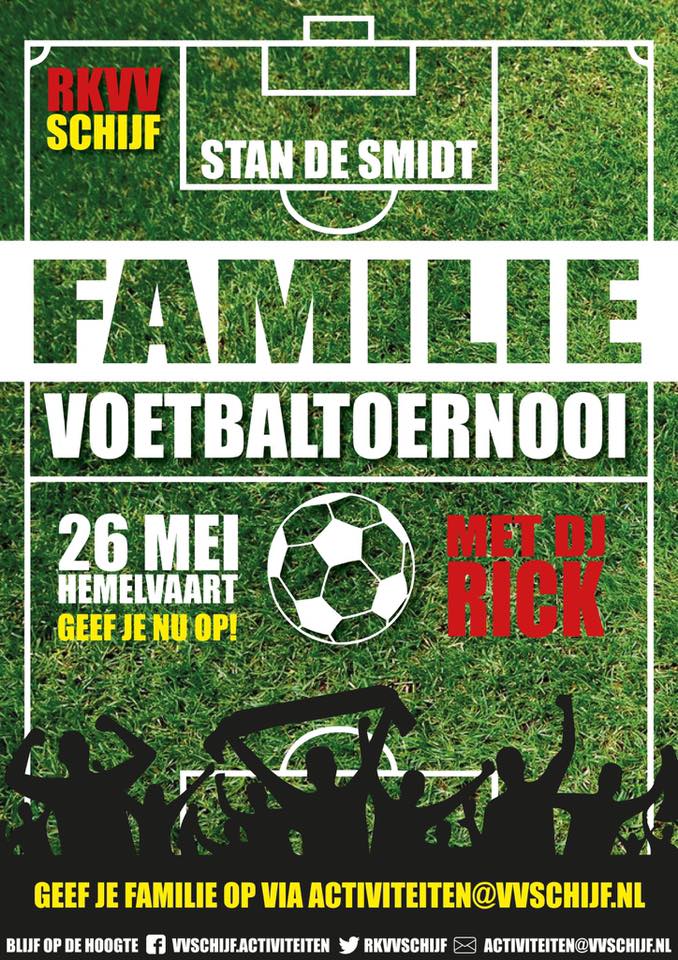 RKVV
SCHIJF
STAN DE SMIDT
FAMILIE
VOETBALTOERNOOI
26 MEI
HEMELVAART
GEEF JE NU OP!
MET DJ
RICK
GEEF JE FAMILIE OP VIA ACTIVITEITEN@VVSCHIJF.NL
BLIJF OP DE HOOGTE VVSCHIJF.ACTIVITEITEN RKVVSCHIJF ACTIVITEITEN@VVSCHIJF.NL